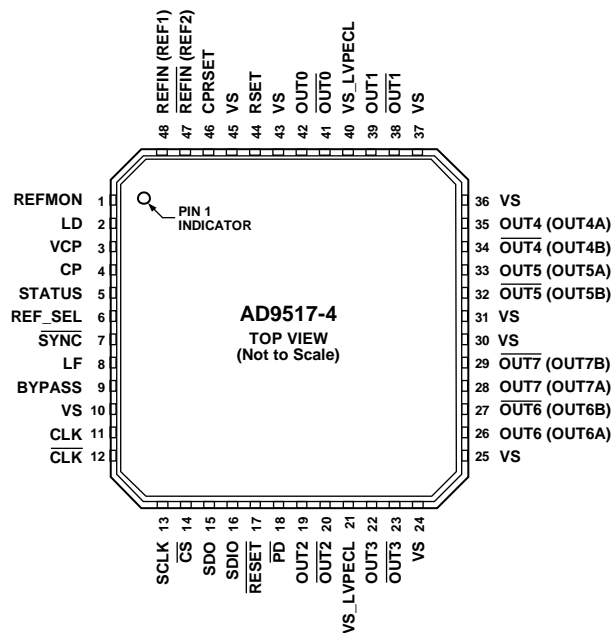 REFIN (REF1)
REFIN (REF2)
CPRSET
VS
RSET
VS
OUT0
OUT0
VS_LVPECL
OUT1
OUT1
VS
48 47 46 45 44 43 42 41 40 39 38 37
REFMON 1
LD 2
VCP 3
CP 4
STATUS 5
REF_SEL 6
SYNC 7
LF 8
BYPASS 9
VS 10
CLK 11
CLK 12
PIN 1
INDICATOR
AD9517-4
TOP VIEW
(Not to Scale)
36 VS
35 OUT4 (OUT4A)
34 OUT4 (OUT4B)
33 OUT5 (OUT5A)
32 OUT5 (OUT5B)
31 VS
30 VS
29 OUT7 (OUT7B)
28 OUT7 (OUT7A)
27 OUT6 (OUT6B)
26 OUT6 (OUT6A)
25 VS
SCLK 13
CS 14
SDO 15
SDIO 16
RESET 17
PD 18
OUT2 19
OUT2 20
VS_LVPECL 21
OUT3 22
OUT3 23
VS 24